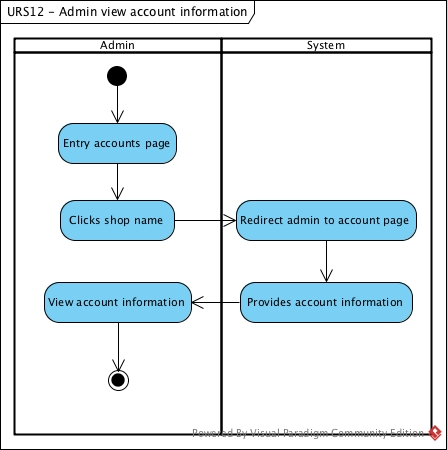 URS12 - Admin view account information
Admin
System
Entry accounts page
Clicks shop name
Redirect admin to account page
View account information
Provides account information
Powered By Visual Paradigm Community Edition